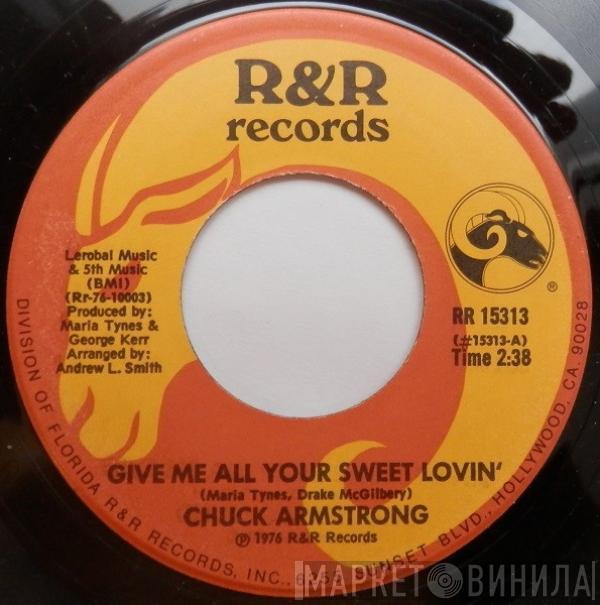 R&R
records
Lerobal Music
& 5th Music
(BMI)
(Rr-76-10003)
Produced by:
Maria Tynes &
George Kerr
Arranged by:
Andrew L. Smith
®
RR 15313
(#15313-A)
Time 2:38
GIVE ME ALL YOUR SWEET LOVIN'
(Maria Tynes, Drake McGilbery)
CHUCK ARMSTRONG
℗ 1976 R&R Records
DIVISION OF FLORIDA R&R RECORDS, INC., SUNSET BLVD., HOLLYWOOD, CA. 90028
МАРКЕТ ВИНИЛА